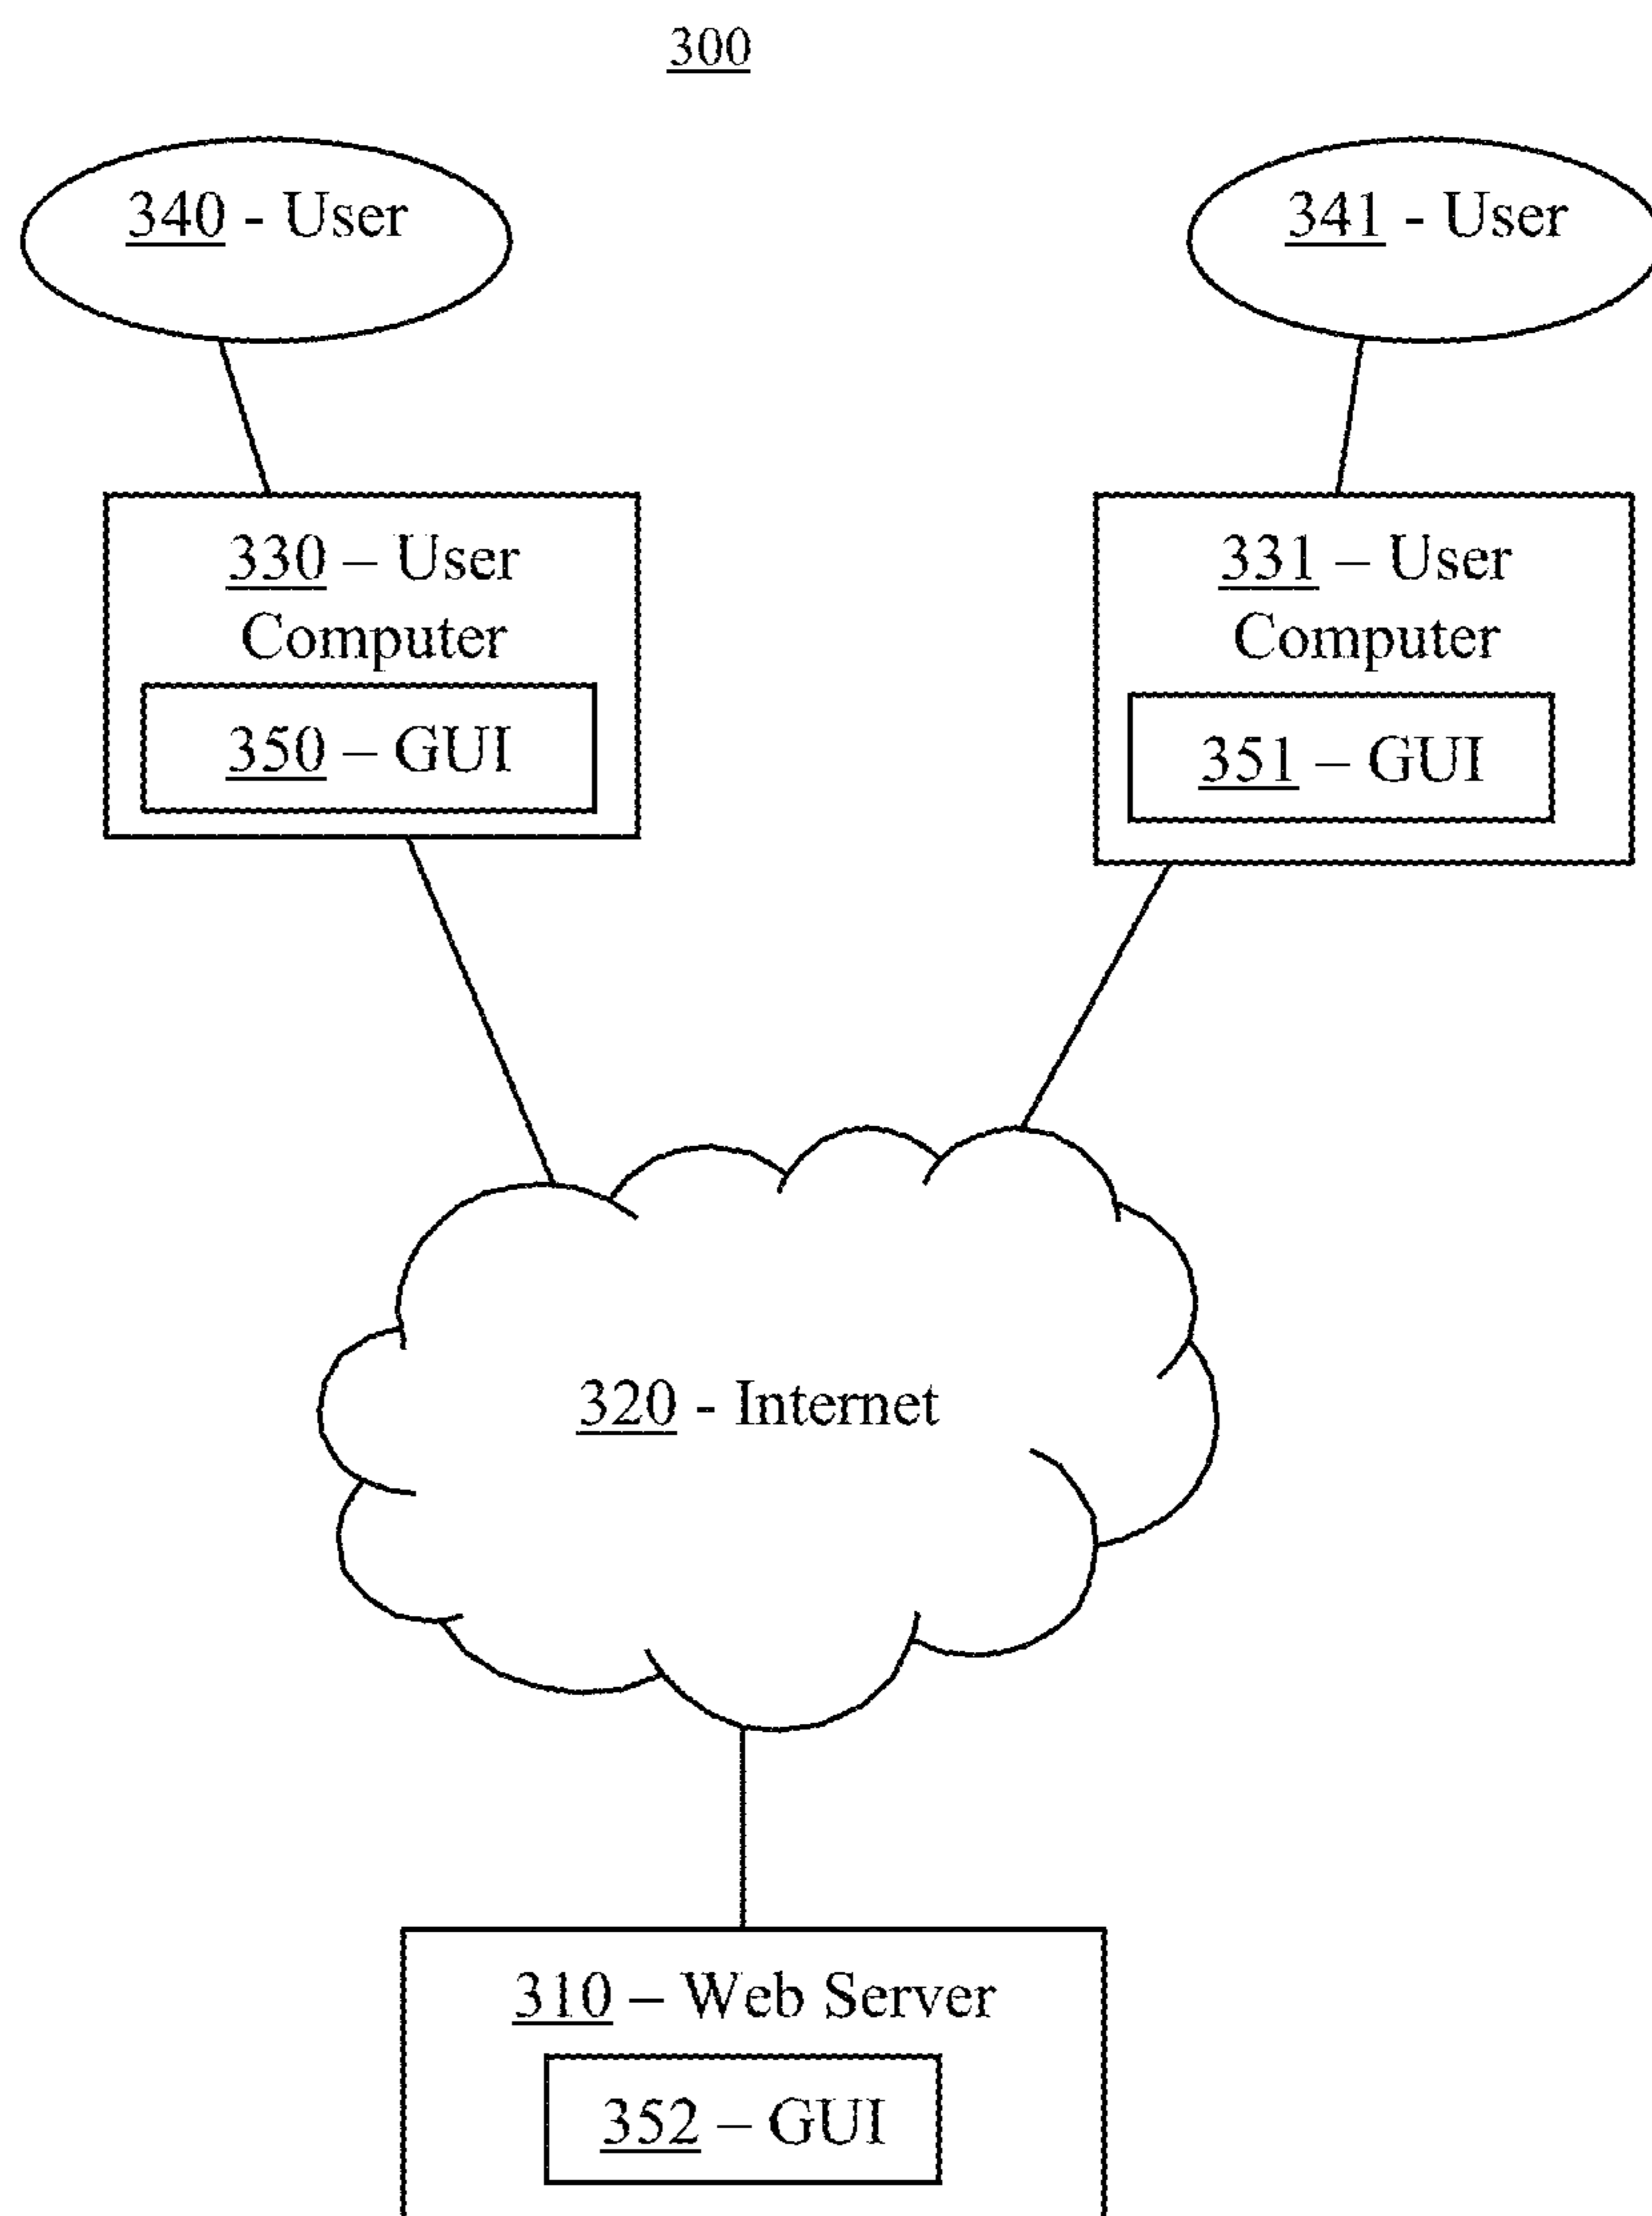 300
340 - User
341 - User
330 – User
Computer
350 – GUI
331 – User
Computer
351 – GUI
320 - Internet
310 – Web Server
352 – GUI